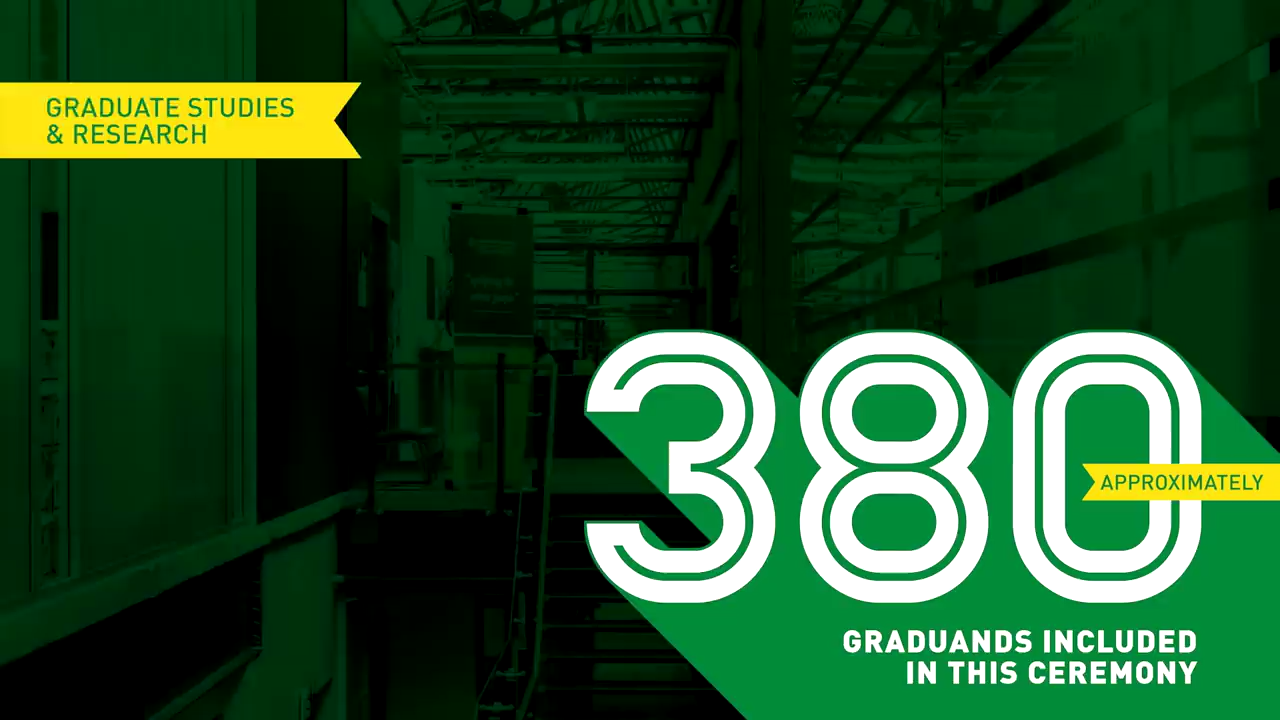 GRADUATE STUDIES
& RESEARCH
380
APPROXIMATELY
GRADUANDS INCLUDED
IN THIS CEREMONY